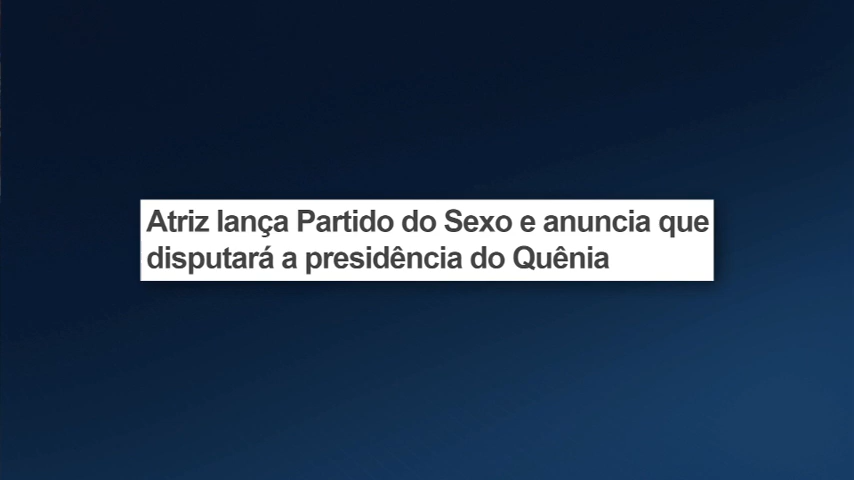 Atriz lança Partido do Sexo e anuncia que
disputará a presidência do Quênia